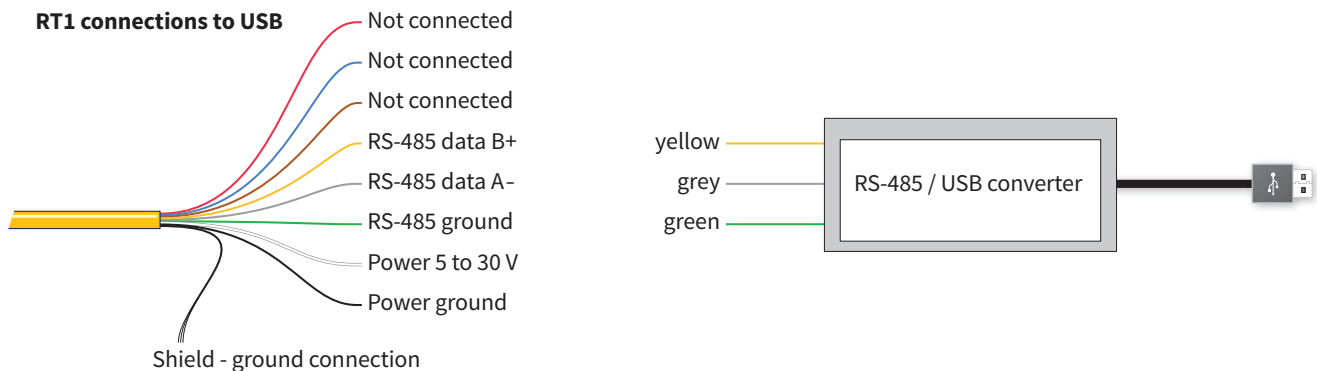 RT1 connections to USB
Not connected
Not connected
Not connected
RS-485 data B+
RS-485 data A-
RS-485 ground
Power 5 to 30 V
Power ground
Shield - ground connection
yellow
grey
green
RS-485 / USB converter